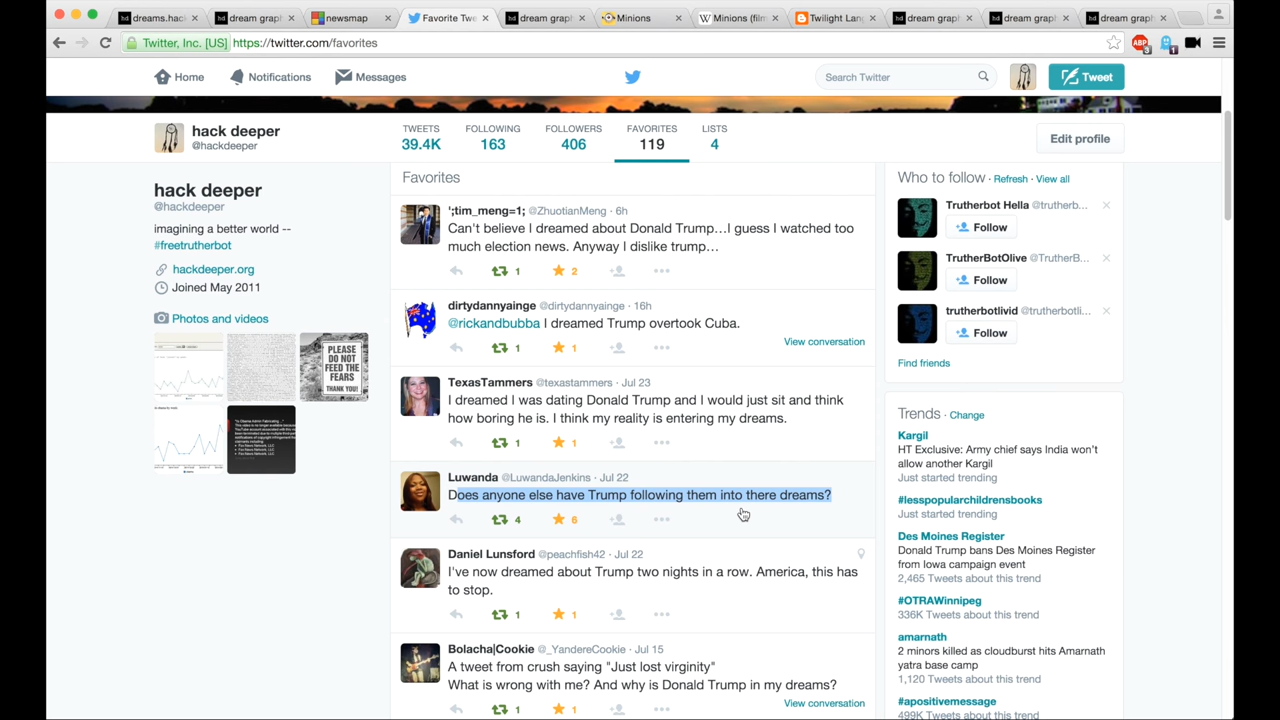 dreams.hac
dream graph
newsmap
Favorite Twe
dream graph
Minions
Minions (film
Twilight Lan
dream graph
dream graph
dream graph
Twitter, Inc. [US] https://twitter.com/favorites
Home
Notifications
Messages
Search Twitter
Tweet
hack deeper
@hackdeeper
TWEETS
39.4K
FOLLOWING
163
FOLLOWERS
406
FAVORITES
119
LISTS
4
Edit profile
hack deeper
@hackdeeper
imagining a better world --
#freetrutherbot
hackdeeper.org
Joined May 2011
Photos and videos
PLEASE
DO NOT
FEED THE
FEARS
THANK YOU!
Favorites
';tim_meng=1; @ZhuotianMeng · 6h
Can't believe I dreamed about Donald Trump…I guess I watched too
much election news. Anyway I dislike trump…
1
2
dirtydannyainge @dirtydannyainge · 16h
@rickandbubba I dreamed Trump overtook Cuba.
View conversation
1
1
TexasTammers @texastammers · Jul 23
I dreamed I was dating Donald Trump and I would just sit and think
how boring he is. I think my reality is nearing my dreams.
1
1
Luwanda @LuwandaJenkins · Jul 22
Does anyone else have Trump following them into there dreams?
4
6
Daniel Lunsford @peachfish42 · Jul 22
I've now dreamed about Trump two nights in a row. America, this has
to stop.
1
1
Bolacha|Cookie @_YandereCookie · Jul 15
A tweet from crush saying "Just lost virginity"
What is wrong with me? And why is Donald Trump in my dreams?
View conversation
1
1
Who to follow · Refresh · View all
Trutherbot Hella @trutherb...
Follow
TrutherBotOlive @TrutherB...
Follow
trutherbotlivid @trutherbotli...
Follow
Find friends
Trends · Change
Kargil
HT Exclusive: Army chief says India won't
allow another Kargil
Just started trending
#lesspopularchildrensbooks
Just started trending
Des Moines Register
Donald Trump bans Des Moines Register
from Iowa campaign event
2,465 Tweets about this trend
#OTRAWinnipeg
336K Tweets about this trend
amarnath
2 minors killed as cloudburst hits Amarnath
yatra base camp
1,120 Tweets about this trend
#apositivemessage
499K Tweets about this trend